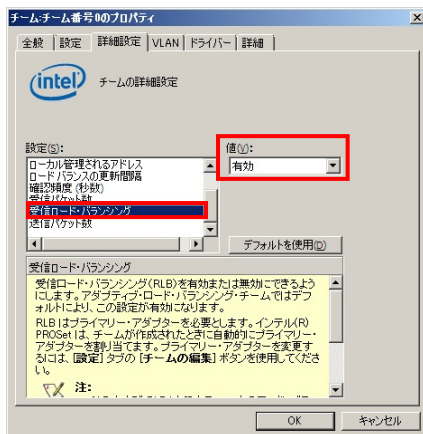 チーム:チーム番号0のプロパティ
全般 設定 詳細設定 VLAN ドライバー 詳細
intel チームの詳細設定
設定(S): 値(V):
ローカル管理されるアドレス 有効
ロード バランスの更新間隔
確認頻度 (秒数)
受信パケット数
受信ロード・バランシング
送信パケット数
デフォルトを使用(D)
受信ロード・バランシング
受信ロード・バランシング(RLB)を有効または無効にできるよう
にします。アダプティブ・ロード・バランシング・チームではデフ
ォルトにより、この設定が有効になります。
RLB はプライマリー・アダプターを必要とします。インテル(R)
PROSet は、チームが作成されたときに自動的にプライマリー・
アダプターを割り当てます。プライマリー・アダプターを変更す
るには、[設定] タブの [チームの編集] ボタンを使用してくださ
い。
注:
OK キャンセル